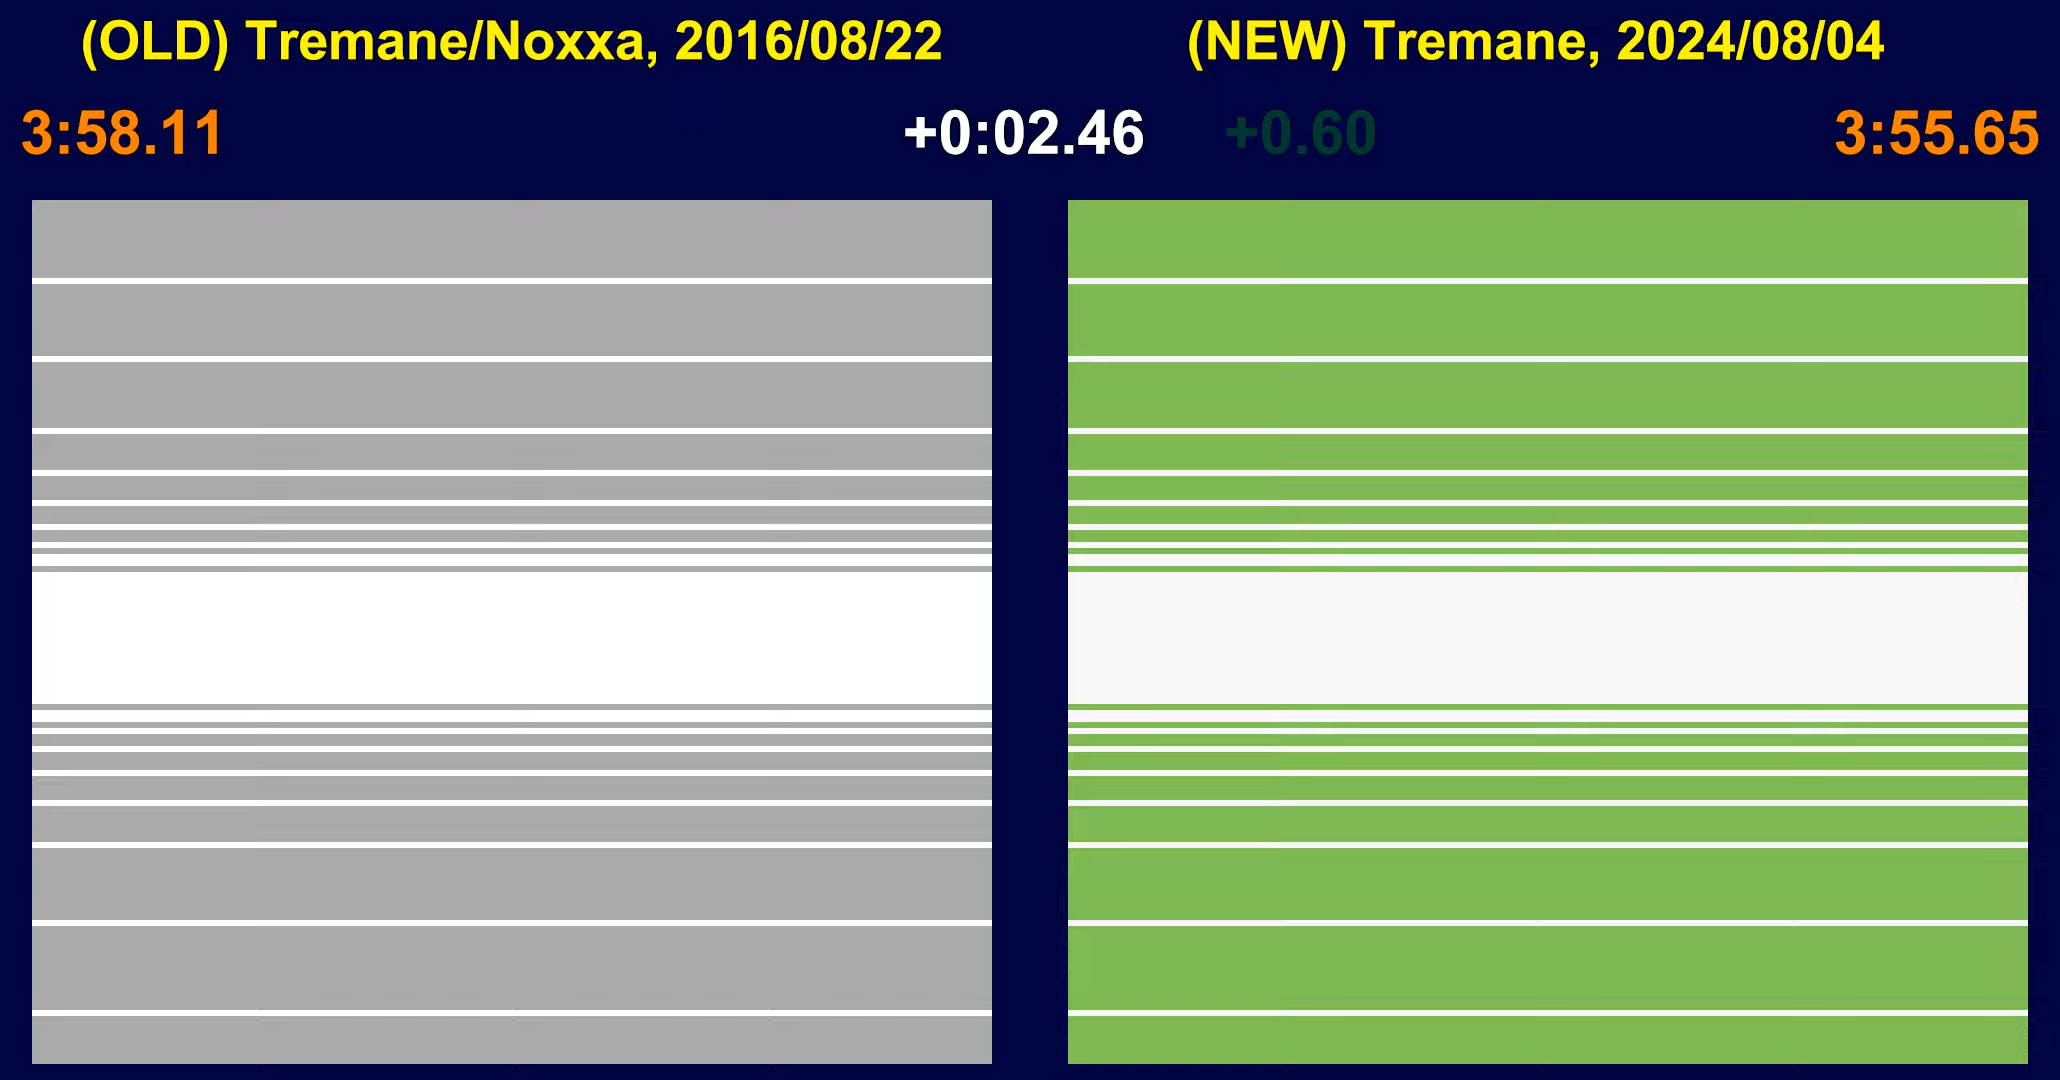 (OLD) Tremane/Noxxa, 2016/08/22 (NEW) Tremane, 2024/08/04
3:58.11 +0:02.46 +0.60 3:55.65